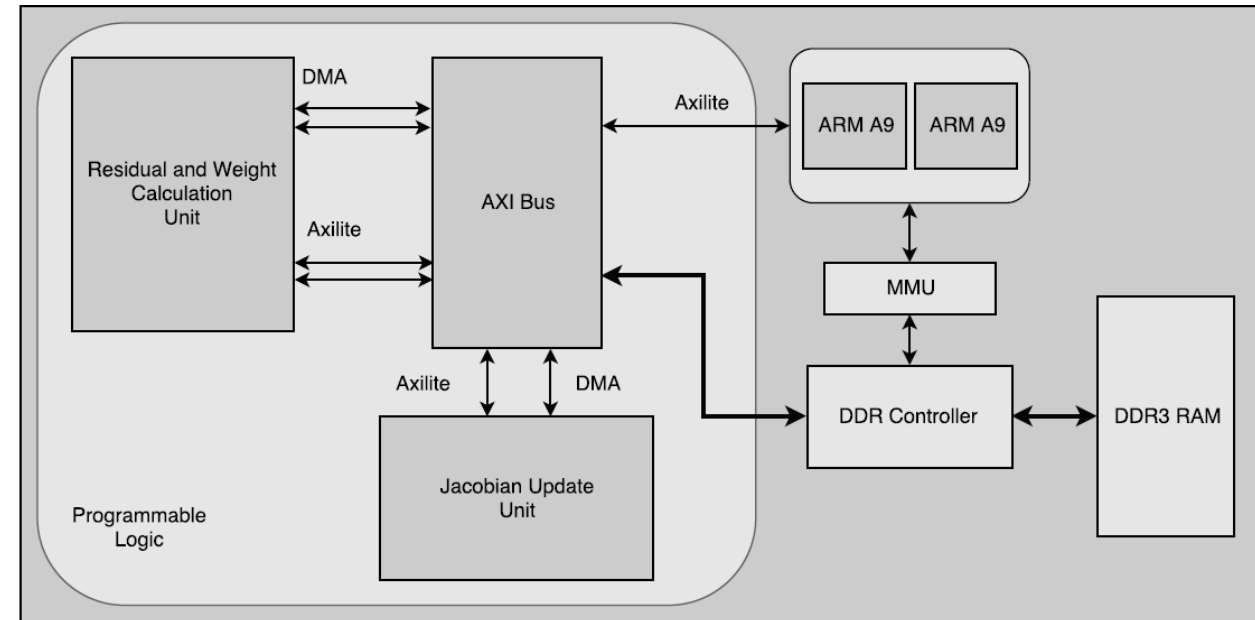 DMA
Axilite
ARM A9
ARM A9
Residual and Weight
Calculation
Unit
AXI Bus
Axilite
MMU
Axilite
DMA
DDR Controller
DDR3 RAM
Jacobian Update
Unit
Programmable
Logic